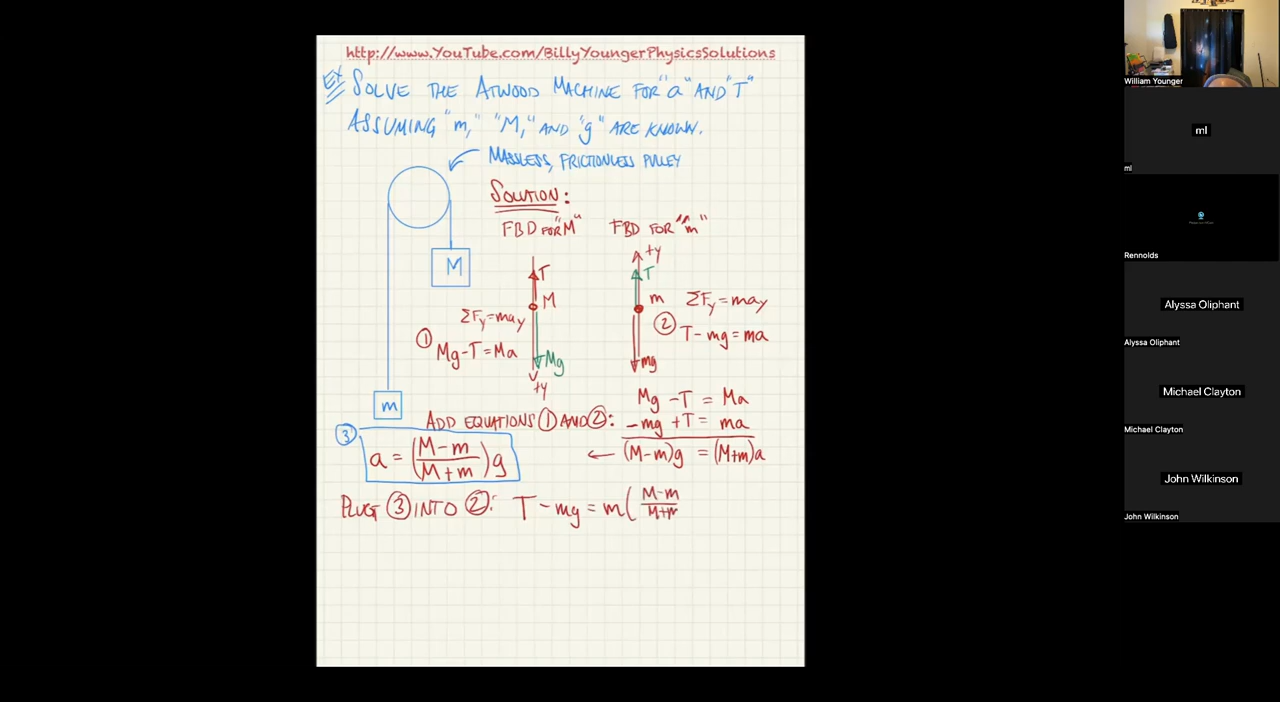 http://www.YouTube.com/BillyYoungerPhysicsSolutions
Ex SOLVE THE ATWOOD MACHINE FOR "a" AND "T"
ASSUMING "m," "M," AND "g" ARE KNOWN.
MASSLESS, FRICTIONLESS PULLEY
SOLUTION:
FBD FOR "M"
FBD FOR "m"
M
m
T
M
Mg
+y
ΣFy=may
① Mg-T=Ma
+y
T
m
mg
ΣFy=may
② T-mg=ma
ADD EQUATIONS ① AND ②:
Mg -T = Ma
-mg +T = ma
← (M-m)g = (M+m)a
③ a = (M-m / M+m) g
PLUG ③ INTO ②: T - mg = m( M-m / M+m
William Younger
ml
ml
Rennolds
Alyssa Oliphant
Alyssa Oliphant
Michael Clayton
Michael Clayton
John Wilkinson
John Wilkinson